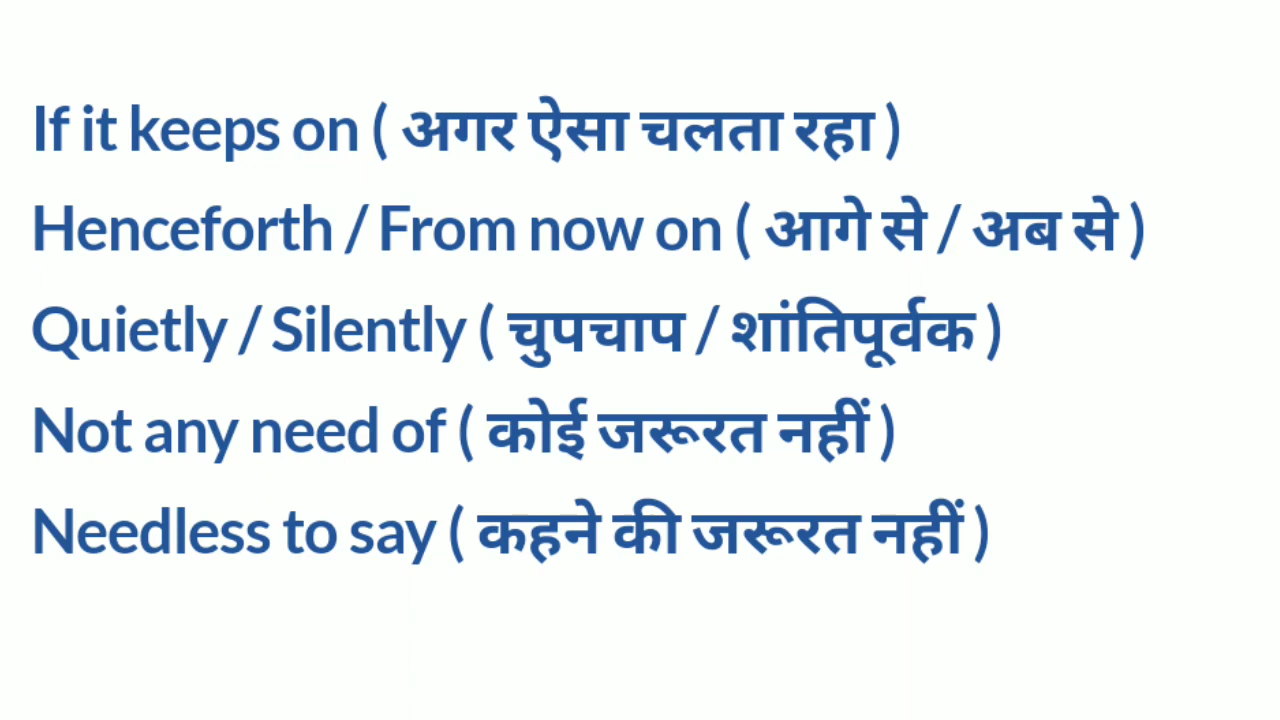 If it keeps on ( अगर ऐसा चलता रहा )
Henceforth / From now on ( आगे से / अब से )
Quietly / Silently ( चुपचाप / शांतिपूर्वक )
Not any need of ( कोई जरूरत नहीं )
Needless to say ( कहने की जरूरत नहीं )